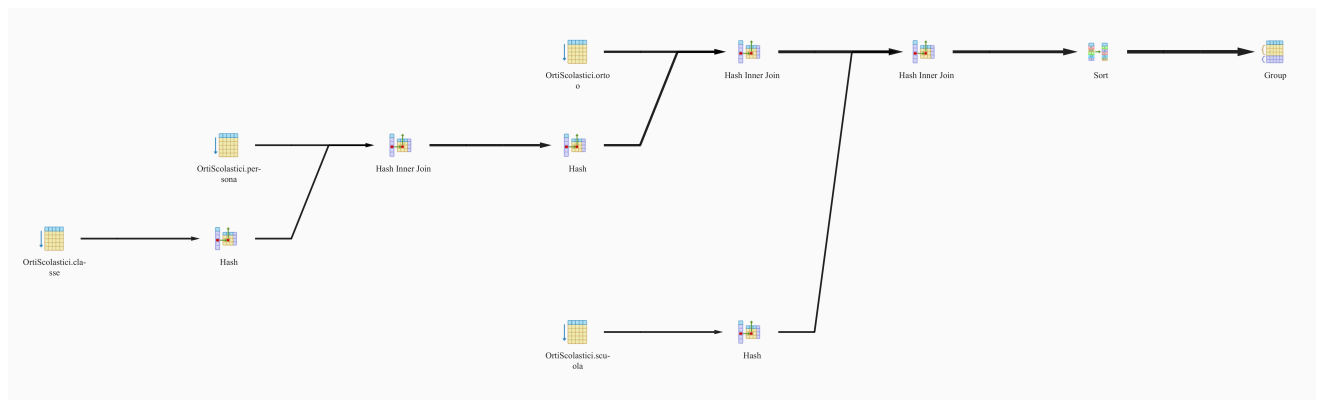 OrtiScolastici.orto
o
Hash Inner Join
Hash Inner Join
Sort
Group
OrtiScolastici.per-
sona
Hash Inner Join
Hash
OrtiScolastici.cla-
sse
Hash
OrtiScolastici.scu-
ola
Hash